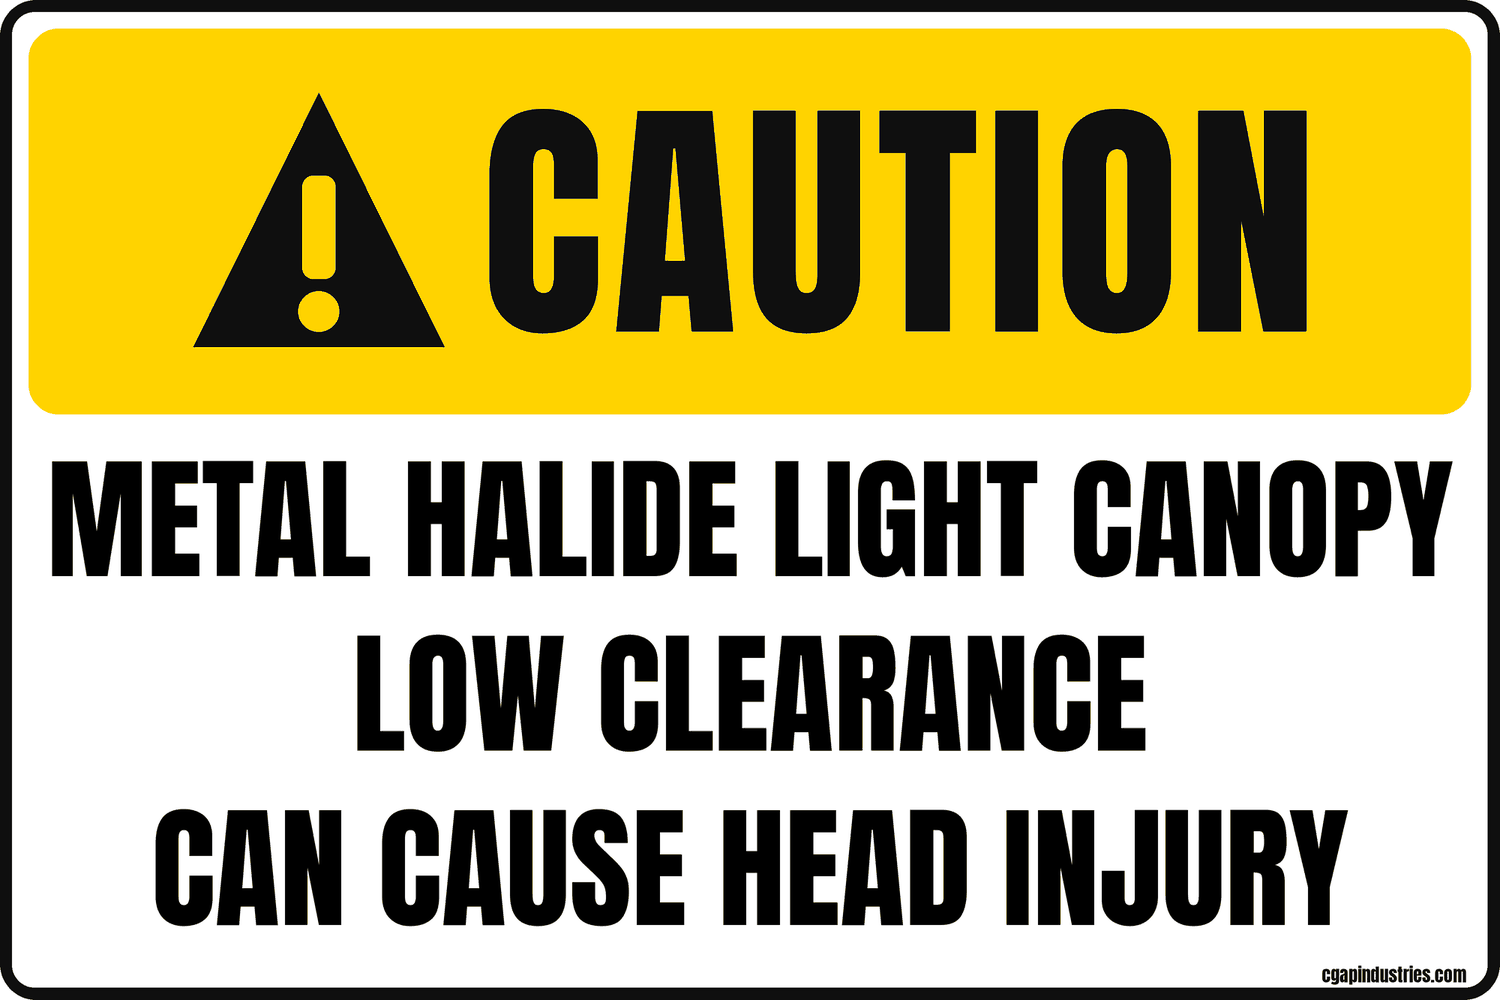 CAUTION
METAL HALIDE LIGHT CANOPY
LOW CLEARANCE
CAN CAUSE HEAD INJURY
cgapindustries.com